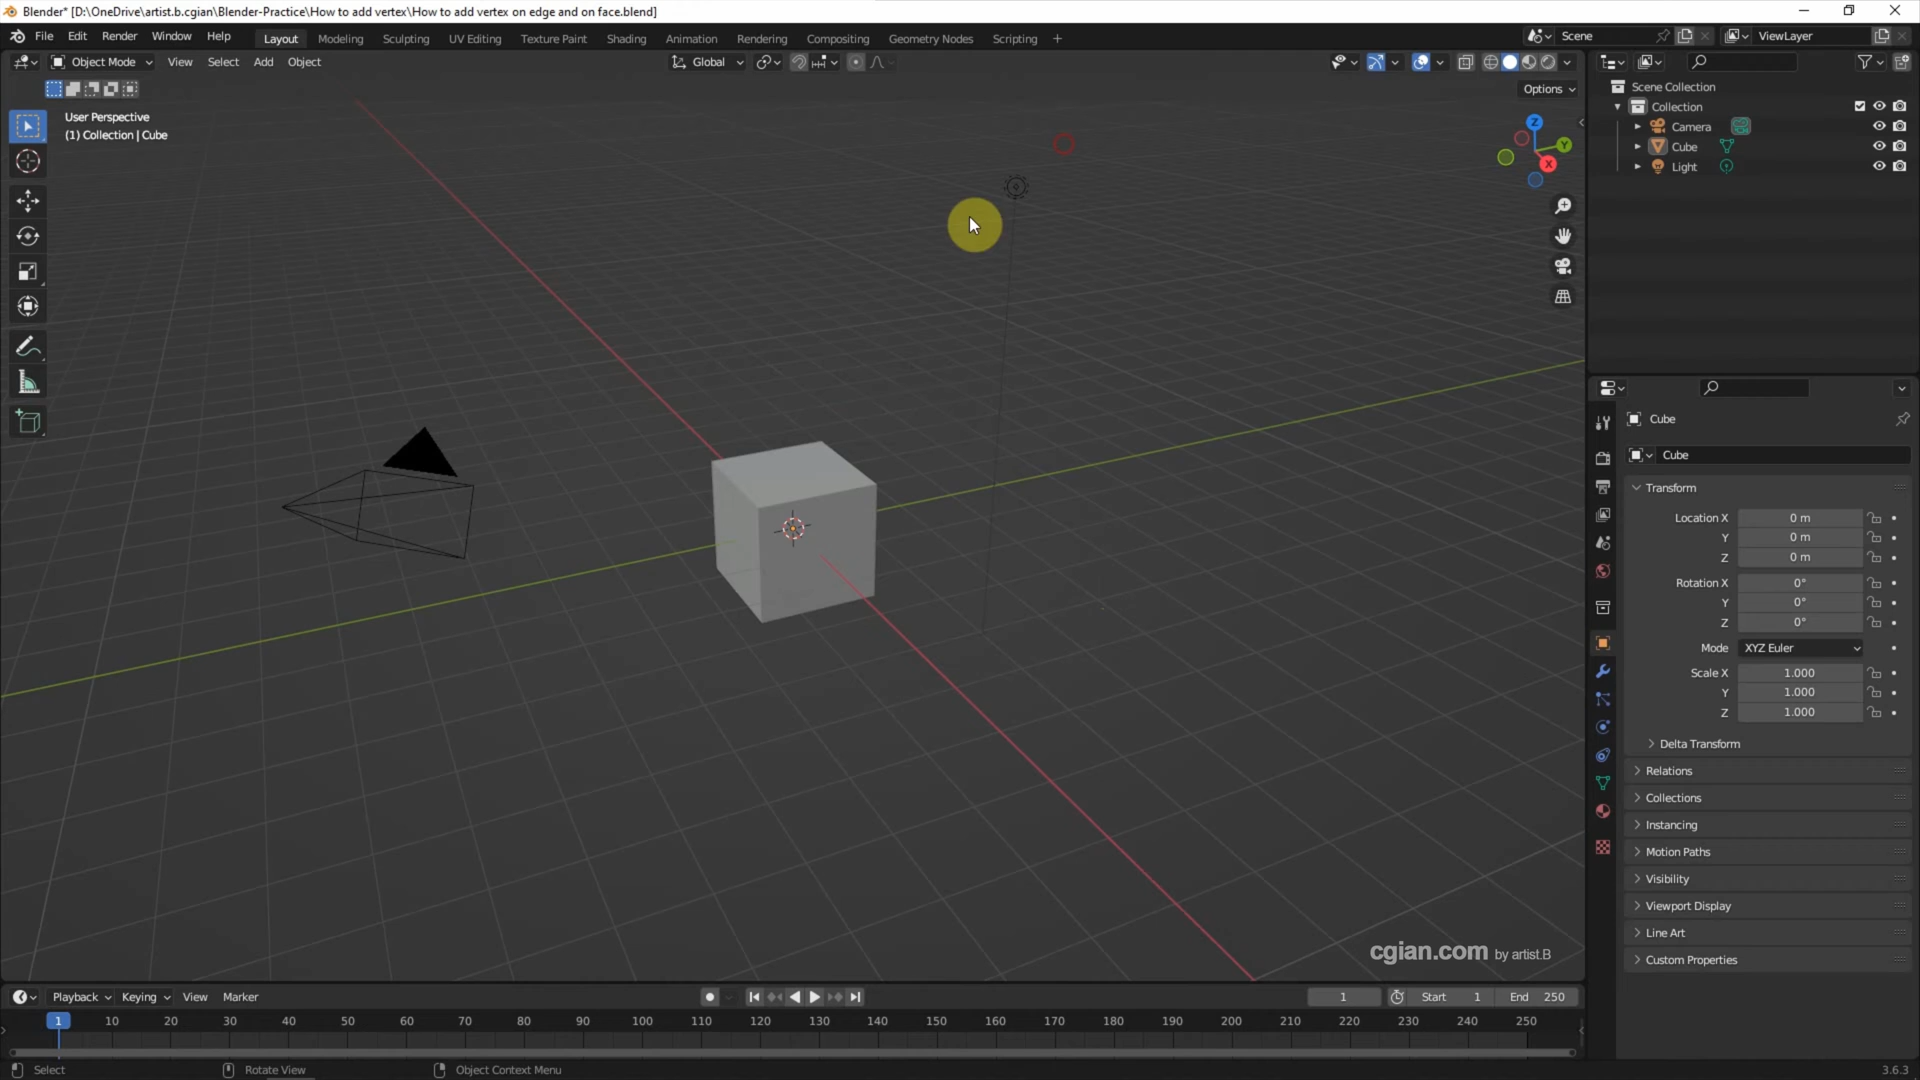 Blender* [D:\OneDrive\artist.b.cgian\Blender-Practice\How to add vertex\How to add vertex on edge and on face.blend]
File Edit Render Window Help Layout Modeling Sculpting UV Editing Texture Paint Shading Animation Rendering Compositing Geometry Nodes Scripting + Scene ViewLayer
Object Mode View Select Add Object Global
Options
User Perspective
(1) Collection | Cube
Z
Y
X
Scene Collection
Collection
Camera
Cube
Light
Cube
Cube
Transform
Location X 0 m
Y 0 m
Z 0 m
Rotation X 0°
Y 0°
Z 0°
Mode XYZ Euler
Scale X 1.000
Y 1.000
Z 1.000
Delta Transform
Relations
Collections
Instancing
Motion Paths
Visibility
Viewport Display
Line Art
Custom Properties
cgian.com by artist.B
Playback Keying View Marker 1 Start 1 End 250
1 10 20 30 40 50 60 70 80 90 100 110 120 130 140 150 160 170 180 190 200 210 220 230 240 250
Select Rotate View Object Context Menu 3.6.3